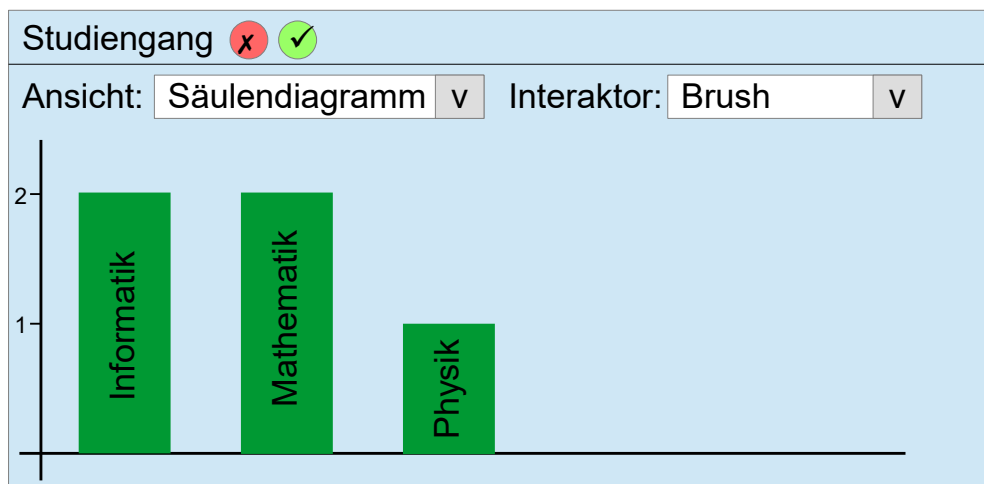 Studiengang ✗ ✓
Ansicht: Säulendiagramm v Interaktor: Brush v
2
1
Informatik
Mathematik
Physik